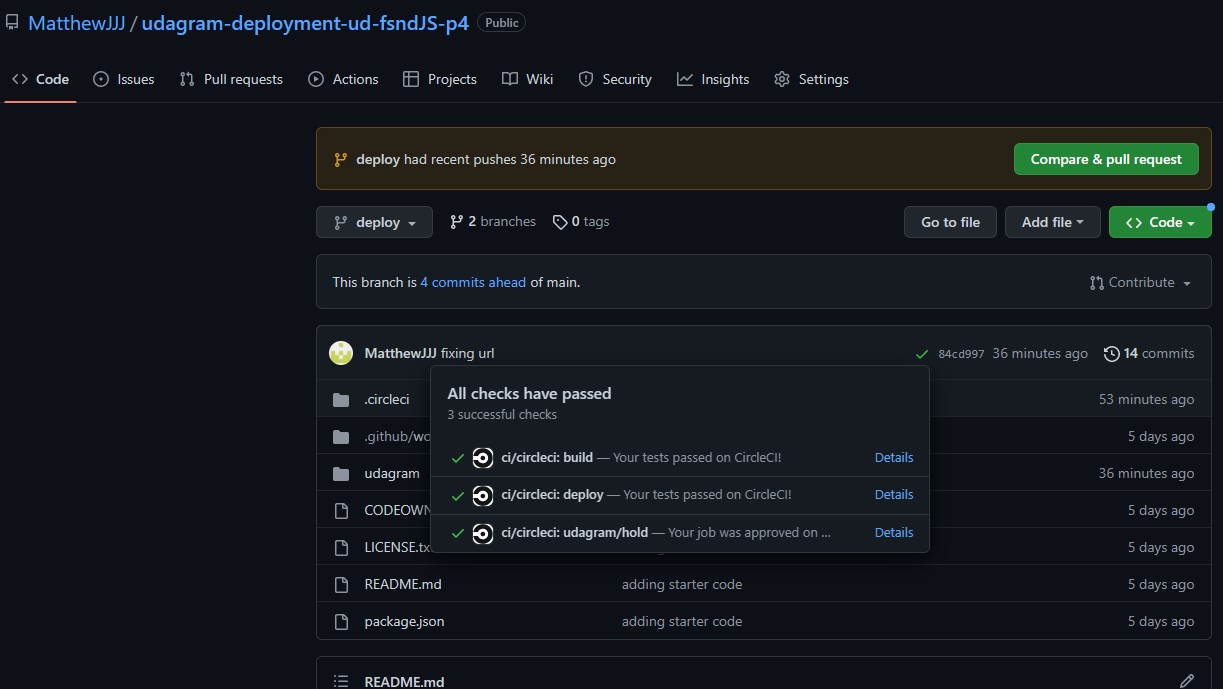 MatthewJJJ / udagram-deployment-ud-fsndJS-p4 Public
Code Issues Pull requests Actions Projects Wiki Security Insights Settings
deploy had recent pushes 36 minutes ago Compare & pull request
deploy 2 branches 0 tags Go to file Add file Code
This branch is 4 commits ahead of main. Contribute
MatthewJJJ fixing url 84cd997 36 minutes ago 14 commits
All checks have passed
3 successful checks
.circleci 53 minutes ago
.github/wo 5 days ago
ci/circleci: build — Your tests passed on CircleCI! Details
udagram 36 minutes ago
ci/circleci: deploy — Your tests passed on CircleCI! Details
CODEOWN 5 days ago
ci/circleci: udagram/hold — Your job was approved on ... Details
LICENSE.tx 5 days ago
README.md adding starter code 5 days ago
package.json adding starter code 5 days ago
README.md